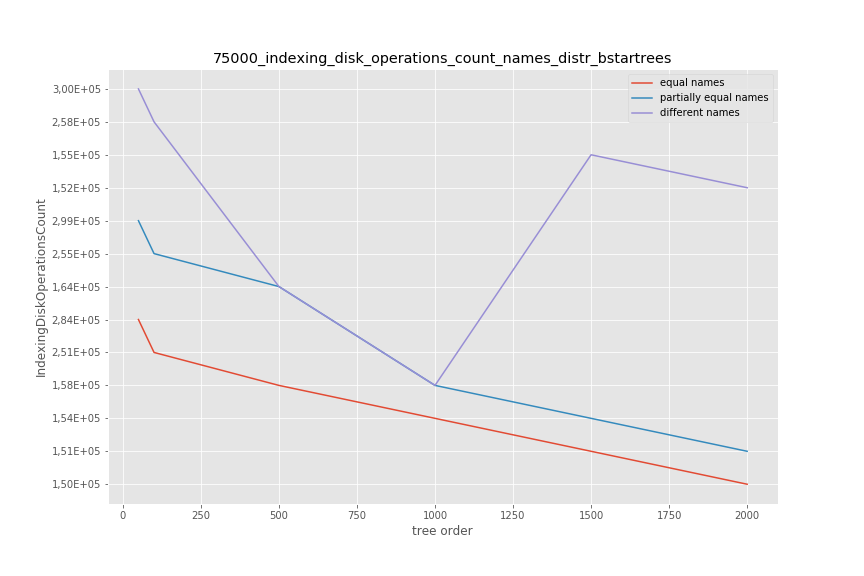 75000_indexing_disk_operations_count_names_distr_bstartrees
equal names
partially equal names
different names
IndexingDiskOperationsCount
3,00E+05
2,58E+05
1,55E+05
1,52E+05
2,99E+05
2,55E+05
1,64E+05
2,84E+05
2,51E+05
1,58E+05
1,54E+05
1,51E+05
1,50E+05
0 250 500 750 1000 1250 1500 1750 2000
tree order